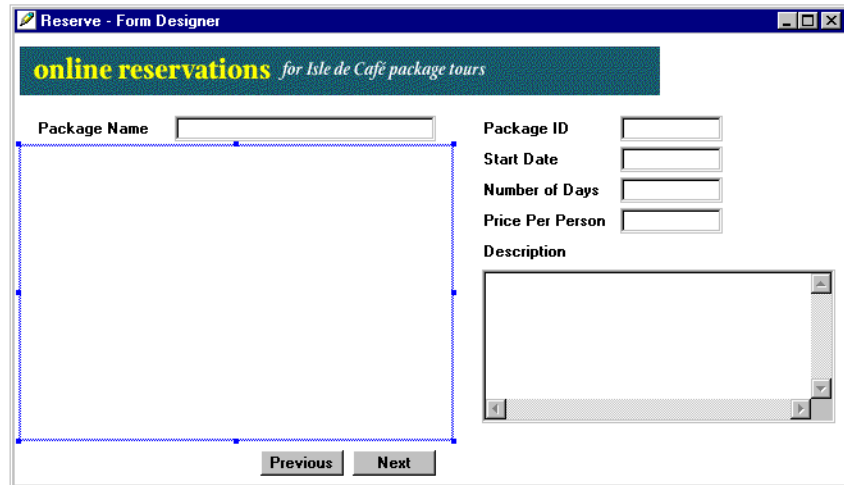 Reserve - Form Designer
online reservations for Isle de Café package tours
Package Name
Package ID
Start Date
Number of Days
Price Per Person
Description
Previous Next